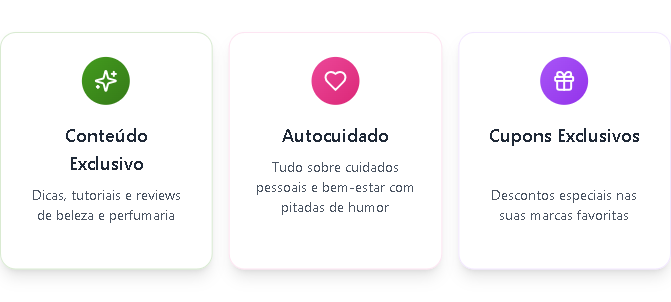 Conteúdo
Exclusivo
Dicas, tutoriais e reviews
de beleza e perfumaria
Autocuidado
Tudo sobre cuidados
pessoais e bem-estar com
pitadas de humor
Cupons Exclusivos
Descontos especiais nas
suas marcas favoritas